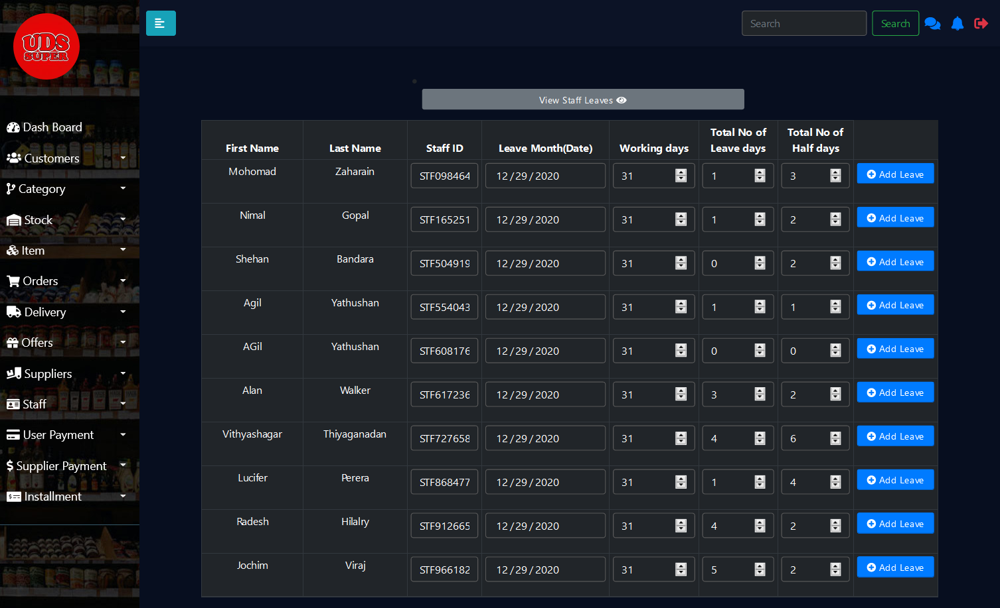 UDS
SUPER
Search
Search
Dash Board
Customers
Category
Stock
Item
Orders
Delivery
Offers
Suppliers
Staff
User Payment
Supplier Payment
Installment
View Staff Leaves
First Name Last Name Staff ID Leave Month(Date) Working days Total No of Leave days Total No of Half days
Mohomad Zaharain STF098464 12/29/2020 31 1 3 Add Leave
Nimal Gopal STF165251 12/29/2020 31 1 2 Add Leave
Shehan Bandara STF504919 12/29/2020 31 0 2 Add Leave
Agil Yathushan STF554043 12/29/2020 31 1 1 Add Leave
AGil Yathushan STF608176 12/29/2020 31 0 0 Add Leave
Alan Walker STF617236 12/29/2020 31 3 2 Add Leave
Vithyashagar Thiyaganadan STF727658 12/29/2020 31 4 6 Add Leave
Lucifer Perera STF868477 12/29/2020 31 1 4 Add Leave
Radesh Hilalry STF912665 12/29/2020 31 4 2 Add Leave
Jochim Viraj STF966182 12/29/2020 31 5 2 Add Leave